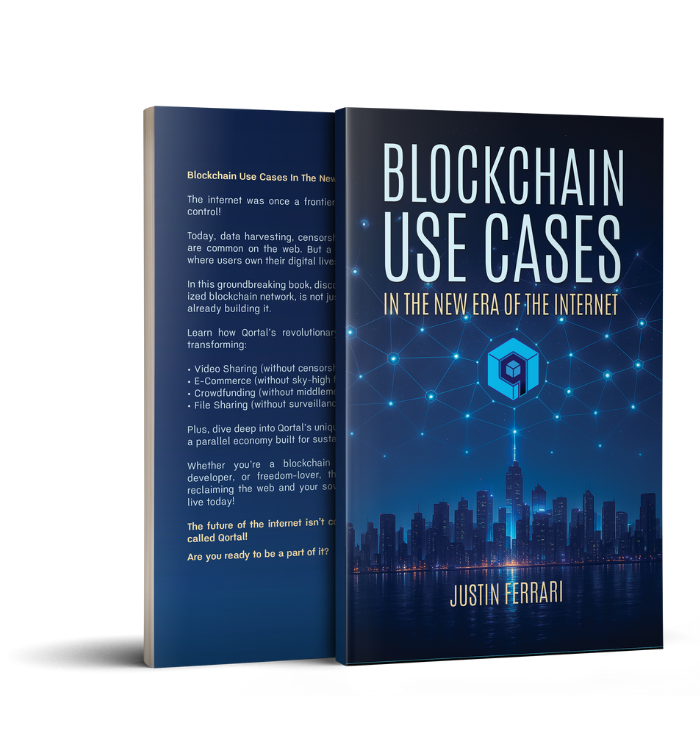 Blockchain Use Cases In The New
The internet was once a frontier
control!
Today, data harvesting, censorsh
are common on the web. But a
where users own their digital live
In this groundbreaking book, disco
ized blockchain network, is not ju
already building it.
Learn how Qortal's revolutionar
transforming:
• Video Sharing (without censorsh
• E-Commerce (without sky-high f
• Crowdfunding (without middlem
• File Sharing (without surveillan
Plus, dive deep into Qortal's uniq
a parallel economy built for susta
Whether you're a blockchain
developer, or freedom-lover, th
reclaiming the web and your sov
live today!
The future of the internet isn't co
called Qortal!
Are you ready to be a part of it?
BLOCKCHAIN
USE CASES
IN THE NEW ERA OF THE INTERNET
JUSTIN FERRARI